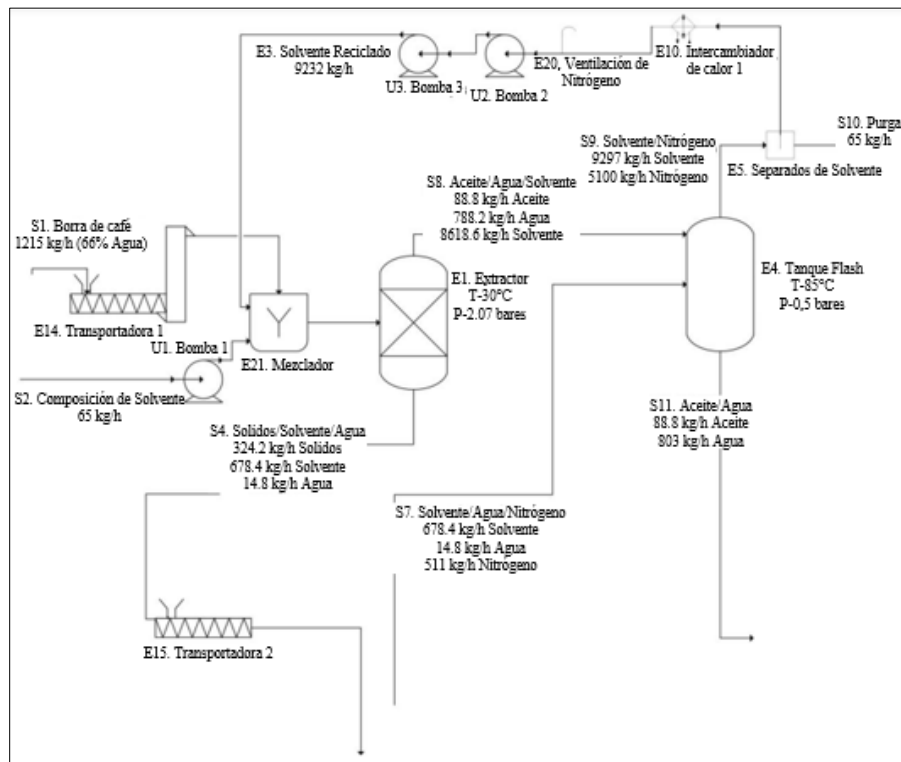 E3. Solvente Reciclado
9232 kg/h
U3. Bomba 3
U2. Bomba 2
E20, Ventilación de
Nitrógeno
E10. Intercambiador
de calor 1
S10. Purga
65 kg/h
S9. Solvente/Nitrógeno
9297 kg/h Solvente
5100 kg/h Nitrógeno
E5. Separados de Solvente
S8. Aceite/Agua/Solvente
88.8 kg/h Aceite
788.2 kg/h Agua
8618.6 kg/h Solvente
S1. Borra de café
1215 kg/h (66% Agua)
E14. Transportadora 1
E1. Extractor
T-30°C
P-2.07 bares
E4. Tanque Flash
T-85°C
P-0,5 bares
U1. Bomba 1
E21. Mezclador
S2. Composición de Solvente
65 kg/h
S4. Solidos/Solvente/Agua
324.2 kg/h Solidos
678.4 kg/h Solvente
14.8 kg/h Agua
S11. Aceite/Agua
88.8 kg/h Aceite
803 kg/h Agua
S7. Solvente/Agua/Nitrógeno
678.4 kg/h Solvente
14.8 kg/h Agua
511 kg/h Nitrógeno
E15. Transportadora 2